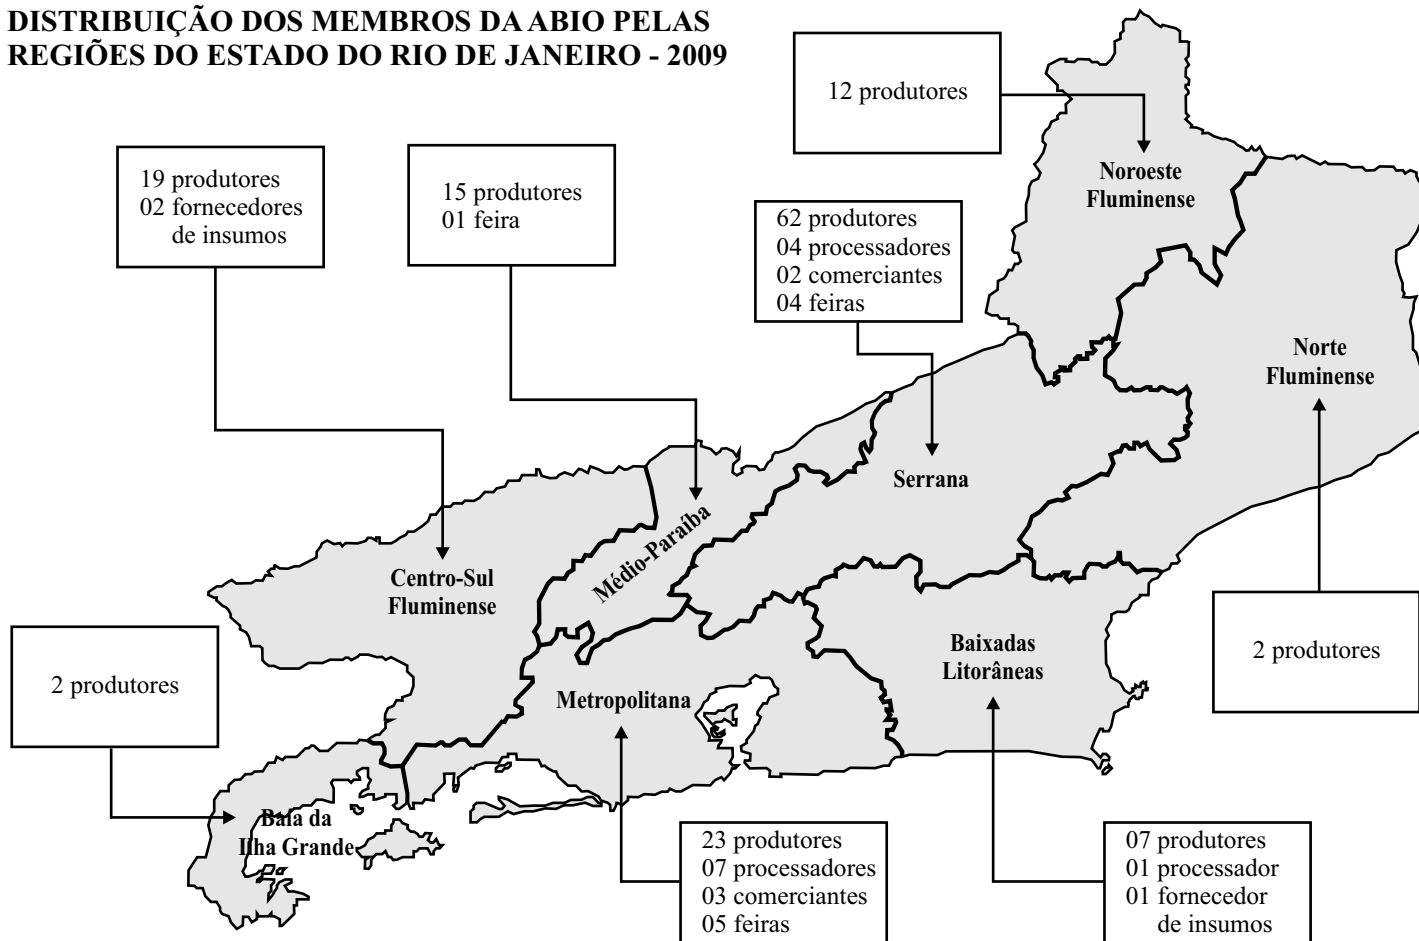 DISTRIBUIÇÃO DOS MEMBROS DA ABIO PELAS
REGIÕES DO ESTADO DO RIO DE JANEIRO - 2009
12 produtores
19 produtores
02 fornecedores
de insumos
15 produtores
01 feira
62 produtores
04 processadores
02 comerciantes
04 feiras
Noroeste
Fluminense
Norte
Fluminense
Serrana
Médio-Paraíba
Centro-Sul
Fluminense
Baixadas
Litorâneas
Metropolitana
2 produtores
2 produtores
Baía da
Ilha Grande
23 produtores
07 processadores
03 comerciantes
05 feiras
07 produtores
01 processador
01 fornecedor
de insumos